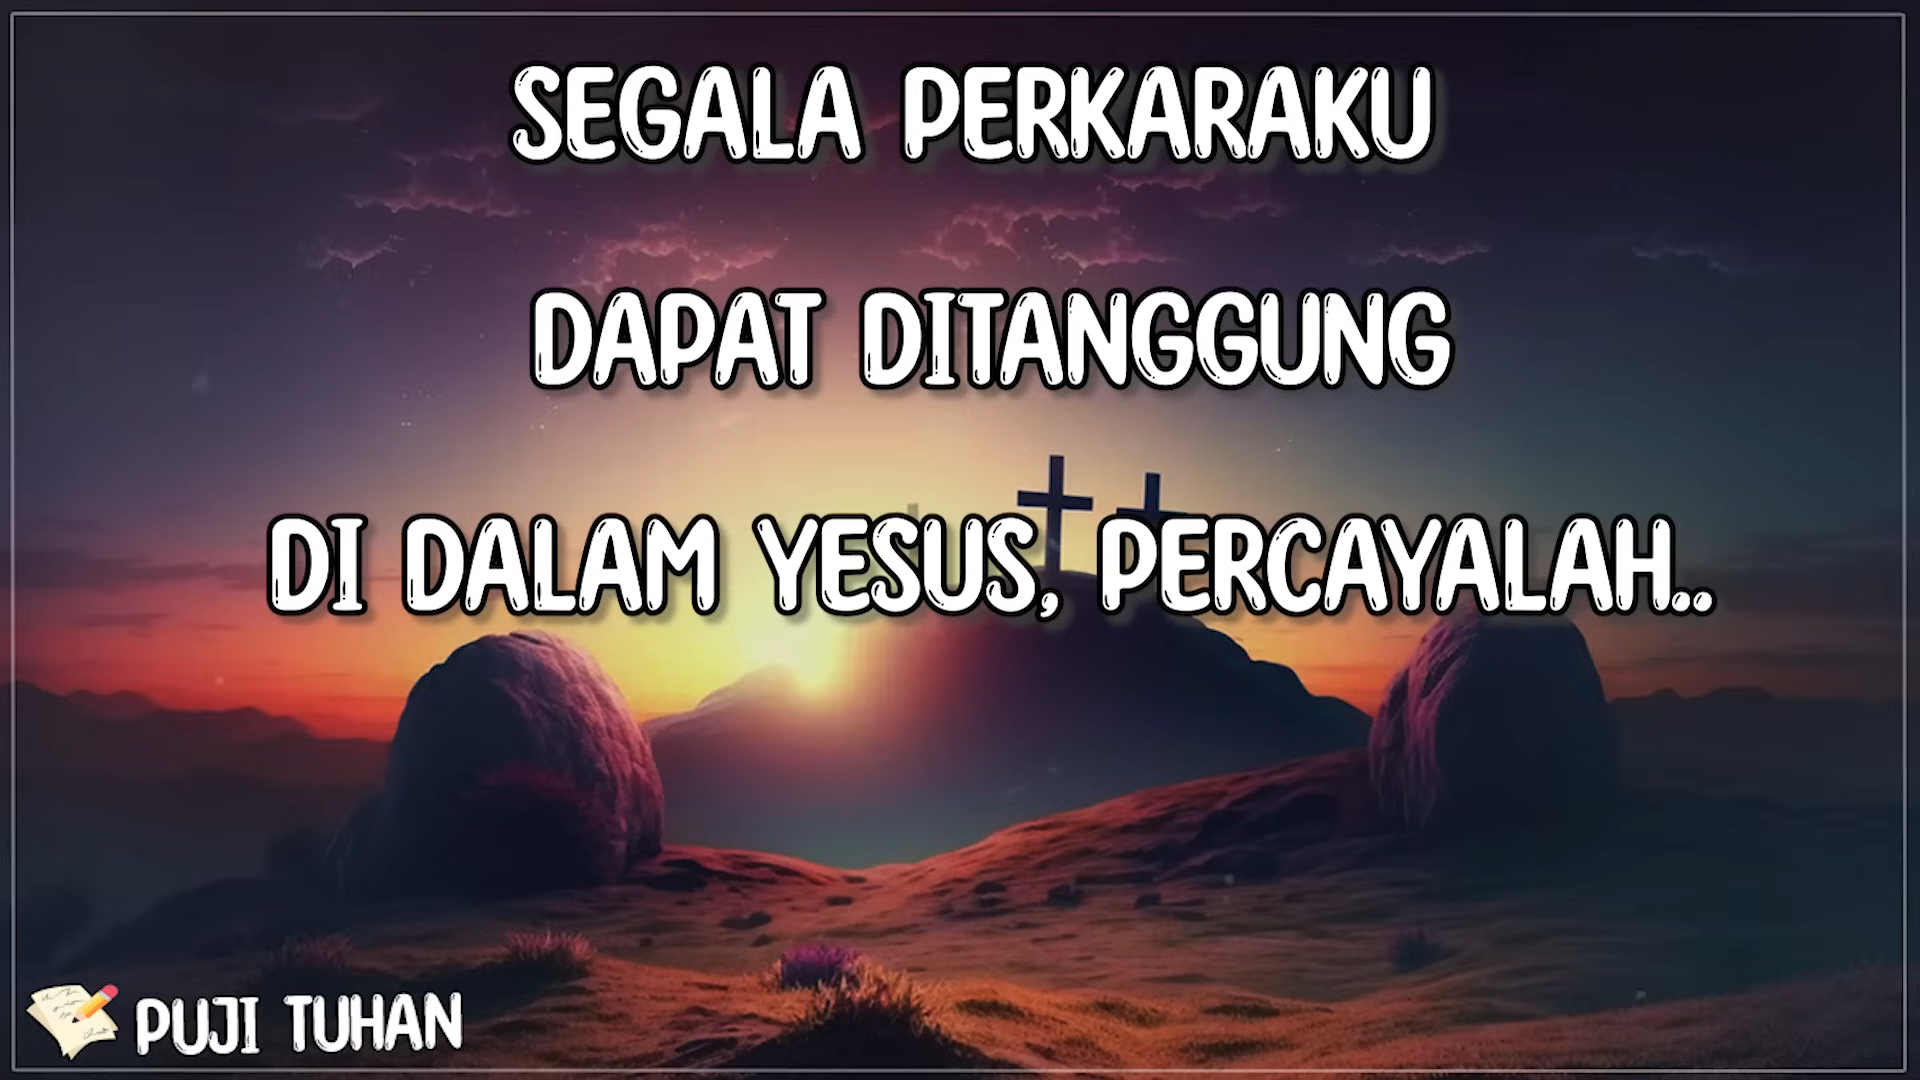 SEGALA PERKARAKU
DAPAT DITANGGUNG
DI DALAM YESUS, PERCAYALAH..
PUJI TUHAN